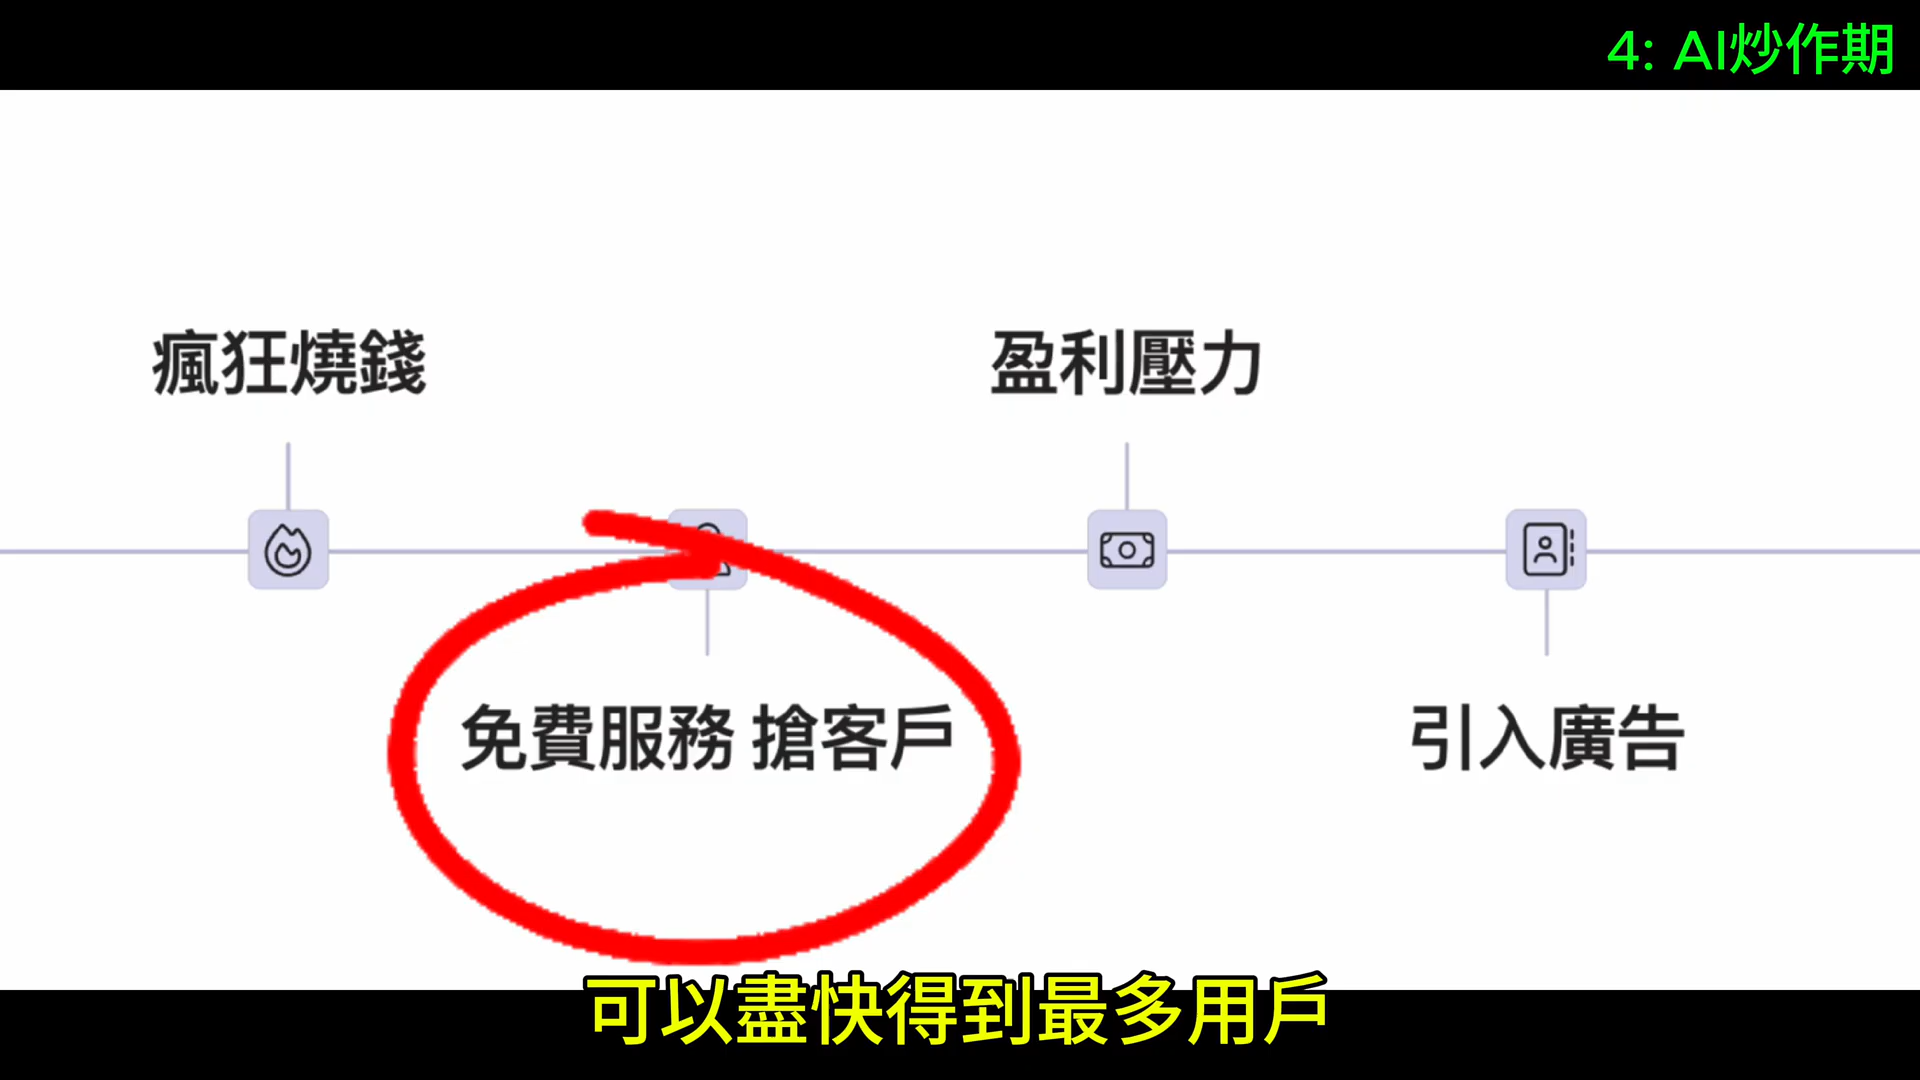 4: AI炒作期
瘋狂燒錢
盈利壓力
免費服務 搶客戶
引入廣告
可以盡快得到最多用戶